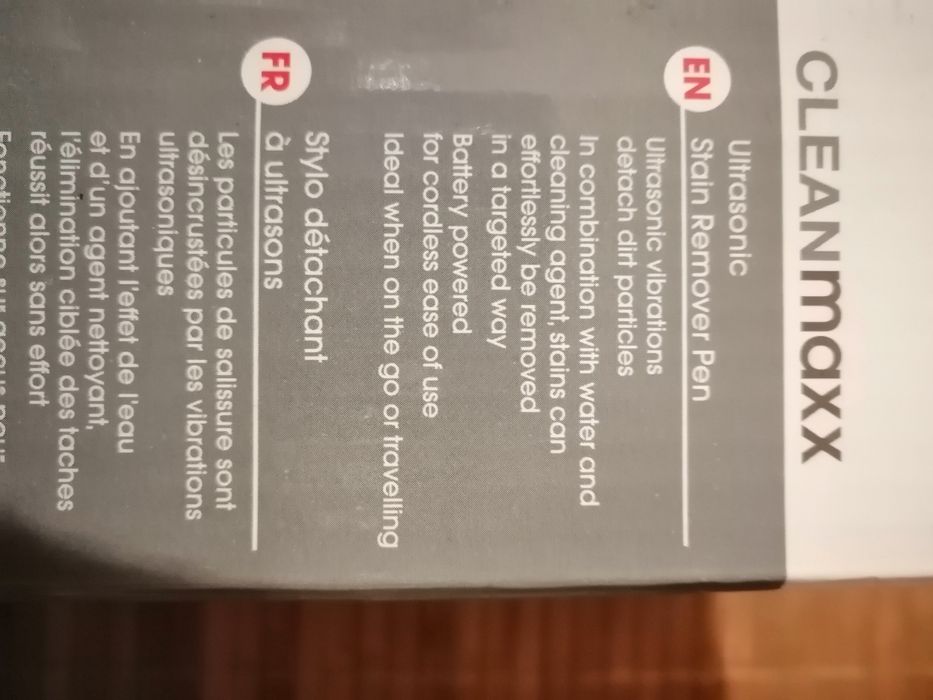 CLEANmaxx
EN
Ultrasonic
Stain Remover Pen
Ultrasonic vibrations
detach dirt particles
In combination with water and
cleaning agent, stains can
effortlessly be removed
in a targeted way
Battery powered
for cordless ease of use
Ideal when on the go or travelling
FR
Stylo détachant
à ultrasons
Les particules de salissure sont
désincrustées par les vibrations
ultrasoniques
En ajoutant l'effet de l'eau
et d'un agent nettoyant,
l'élimination ciblée des taches
réussit alors sans effort